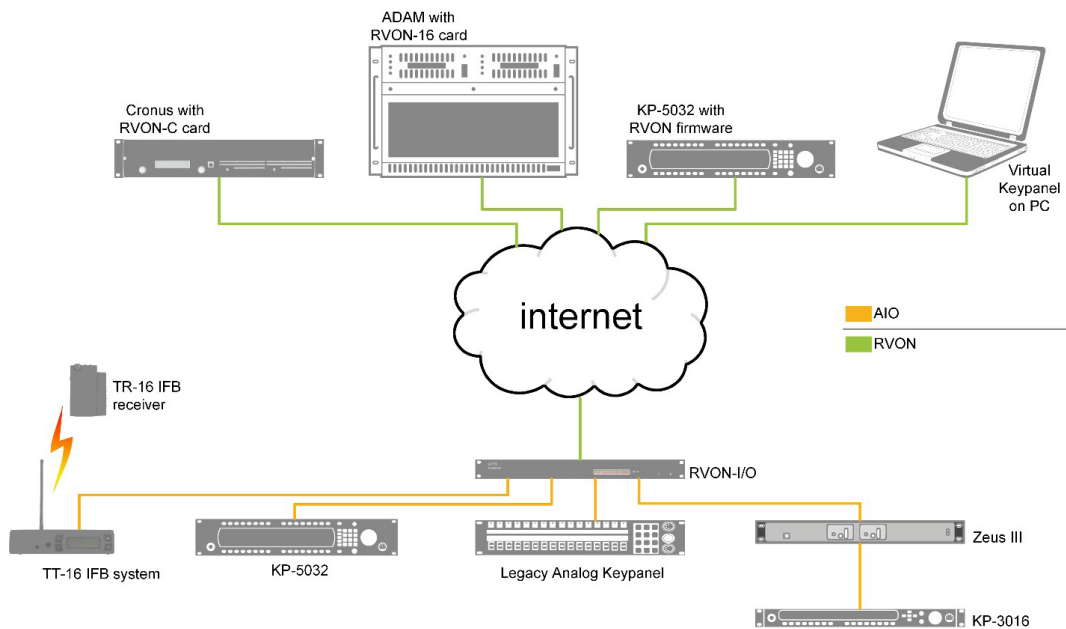 ADAM with
RVON-16 card
Cronus with
RVON-C card
KP-5032 with
RVON firmware
Virtual
Keypanel
on PC
internet
AIO
RVON
TR-16 IFB
receiver
RVON-I/O
TT-16 IFB system
KP-5032
Legacy Analog Keypanel
Zeus III
KP-3016